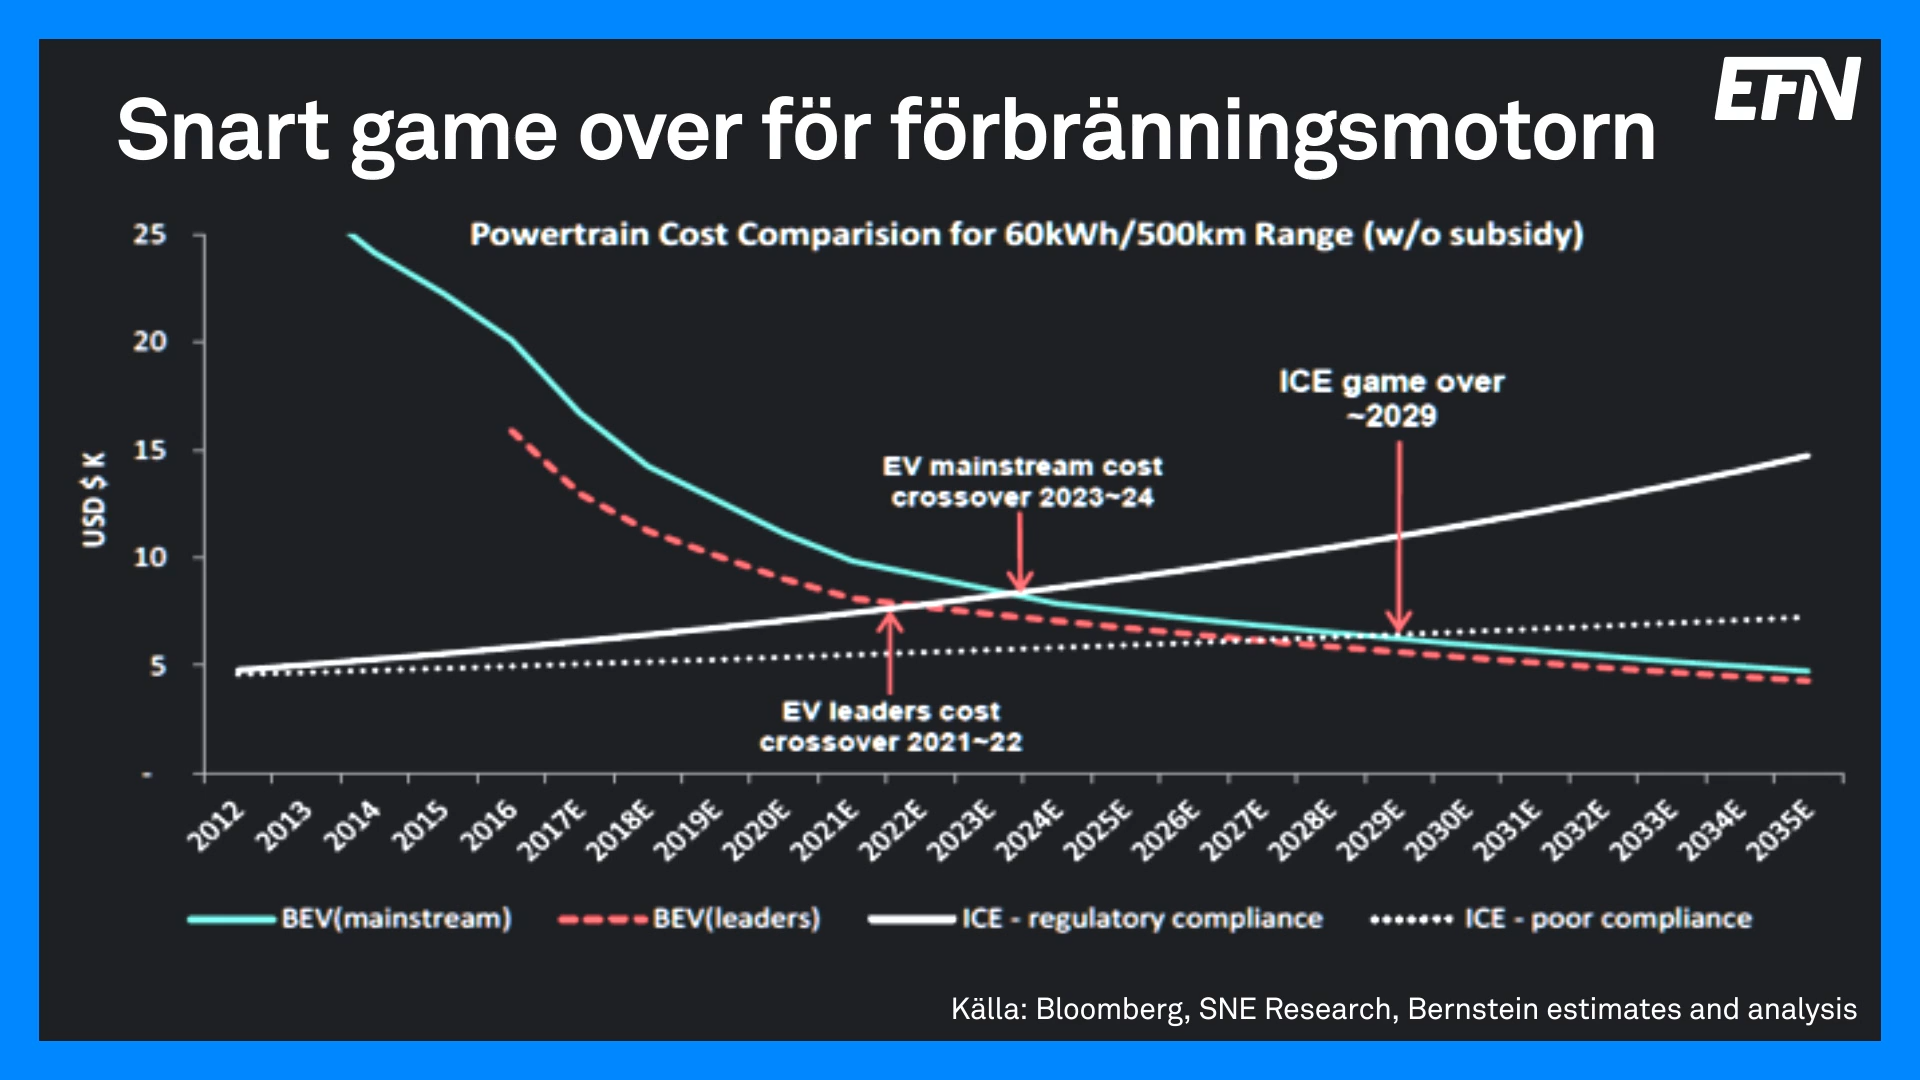 EFN
Snart game over för förbränningsmotorn
Powertrain Cost Comparision for 60kWh/500km Range (w/o subsidy)
25
20
15
10
5
-
USD $ K
ICE game over
~2029
EV mainstream cost
crossover 2023~24
EV leaders cost
crossover 2021~22
2012
2013
2014
2015
2016
2017E
2018E
2019E
2020E
2021E
2022E
2023E
2024E
2025E
2026E
2027E
2028E
2029E
2030E
2031E
2032E
2033E
2034E
2035E
BEV(mainstream)
BEV(leaders)
ICE - regulatory compliance
ICE - poor compliance
Källa: Bloomberg, SNE Research, Bernstein estimates and analysis